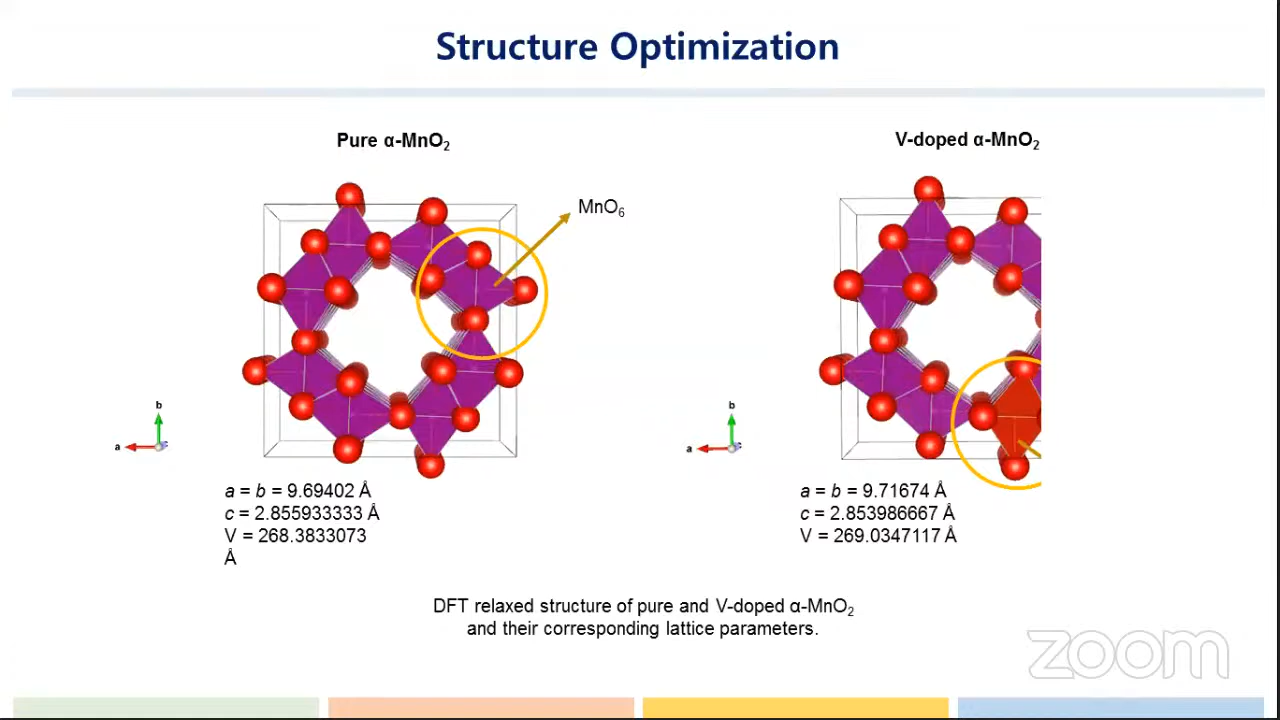 Structure Optimization
Pure α-MnO₂
V-doped α-MnO₂
MnO₆
b
a
b
a
a = b = 9.69402 Å
c = 2.855933333 Å
V = 268.3833073
Å
a = b = 9.71674 Å
c = 2.853986667 Å
V = 269.0347117 Å
DFT relaxed structure of pure and V-doped α-MnO₂
and their corresponding lattice parameters.
zoom